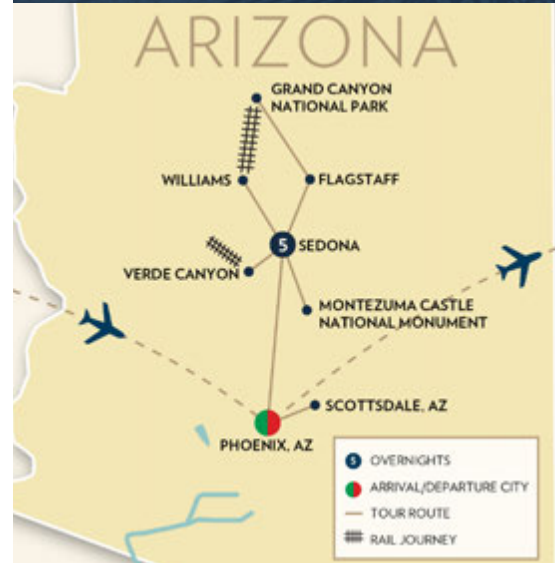 ARIZONA
GRAND CANYON
NATIONAL PARK
WILLIAMS
FLAGSTAFF
5 SEDONA
VERDE CANYON
MONTEZUMA CASTLE
NATIONAL MONUMENT
SCOTTSDALE, AZ
PHOENIX, AZ
5 OVERNIGHTS
ARRIVAL/DEPARTURE CITY
TOUR ROUTE
RAIL JOURNEY